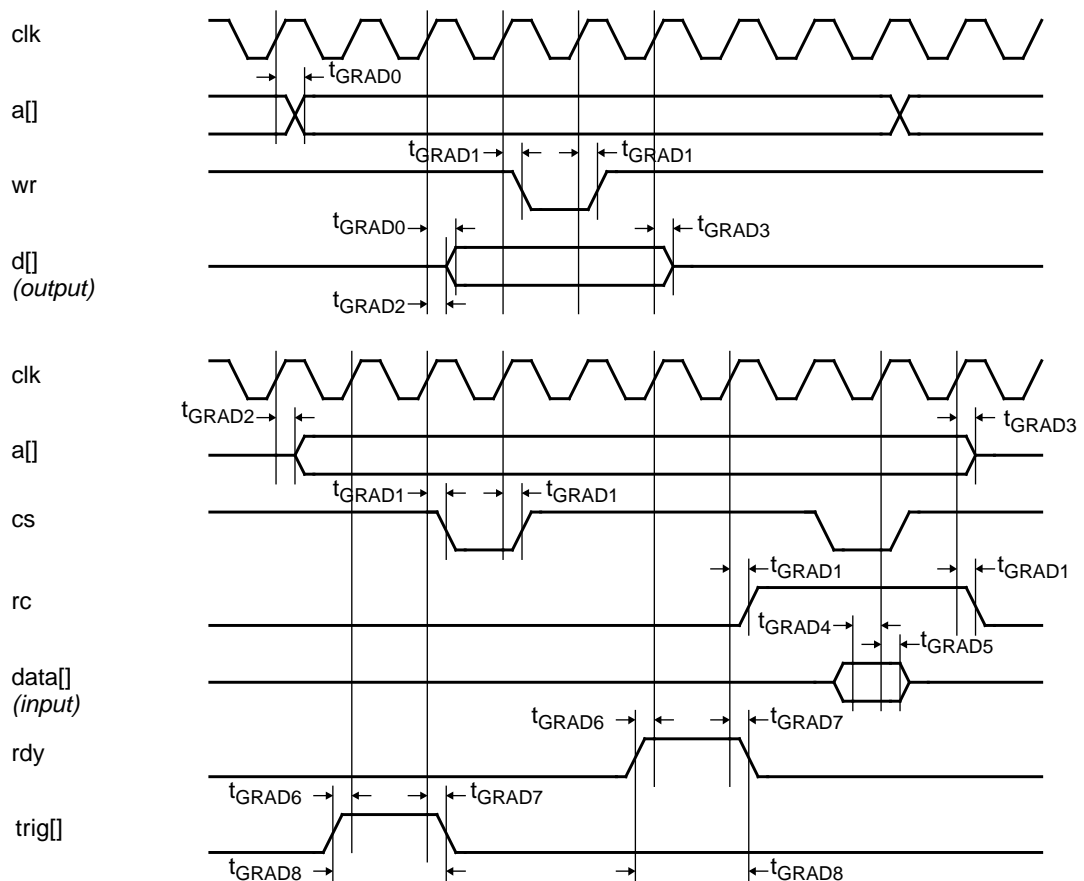 clk
tGRAD0
a[]
tGRAD1 tGRAD1
wr
tGRAD0 tGRAD3
d[]
(output)
tGRAD2
clk
tGRAD2 tGRAD3
a[]
tGRAD1 tGRAD1
cs
tGRAD1 tGRAD1
rc
tGRAD4
tGRAD5
data[]
(input)
tGRAD6 tGRAD7
rdy
tGRAD6 tGRAD7
trig[]
tGRAD8 tGRAD8